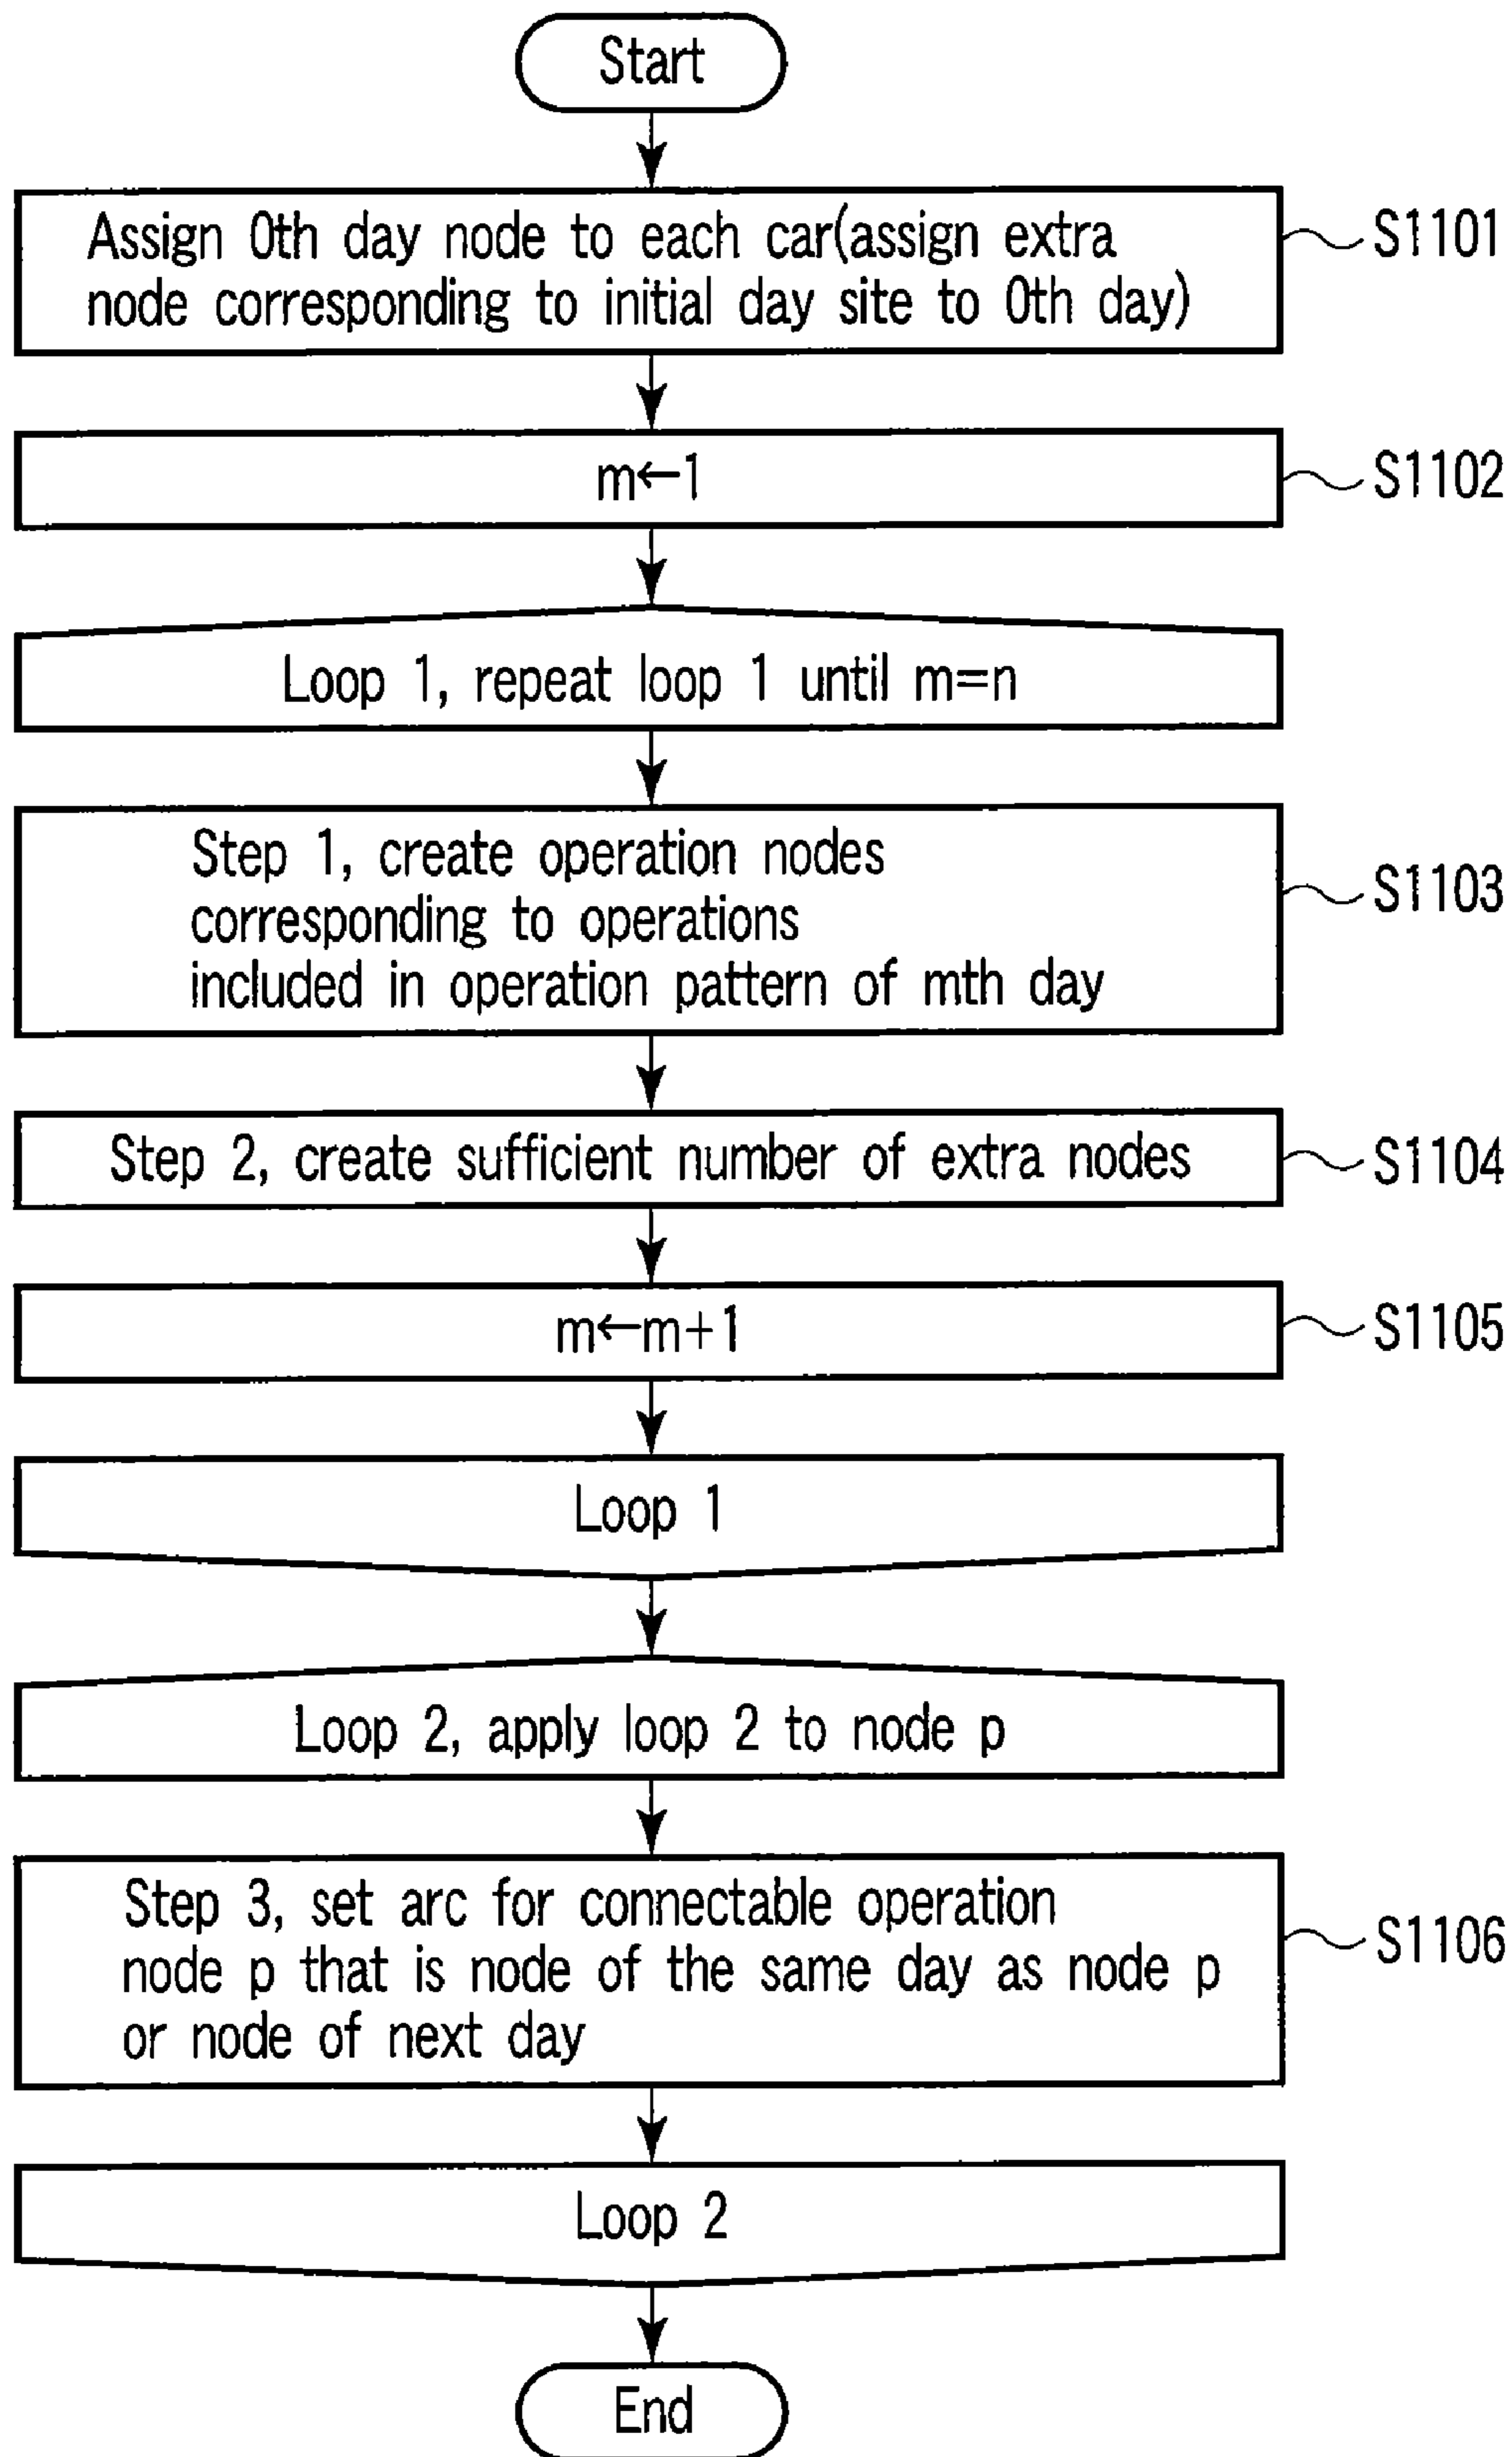 Start
Assign 0th day node to each car(assign extra
node corresponding to initial day site to 0th day)
S1101
m←1
S1102
Loop 1, repeat loop 1 until m=n
Step 1, create operation nodes
corresponding to operations
included in operation pattern of mth day
S1103
Step 2, create sufficient number of extra nodes
S1104
m←m+1
S1105
Loop 1
Loop 2, apply loop 2 to node p
Step 3, set arc for connectable operation
node p that is node of the same day as node p
or node of next day
S1106
Loop 2
End